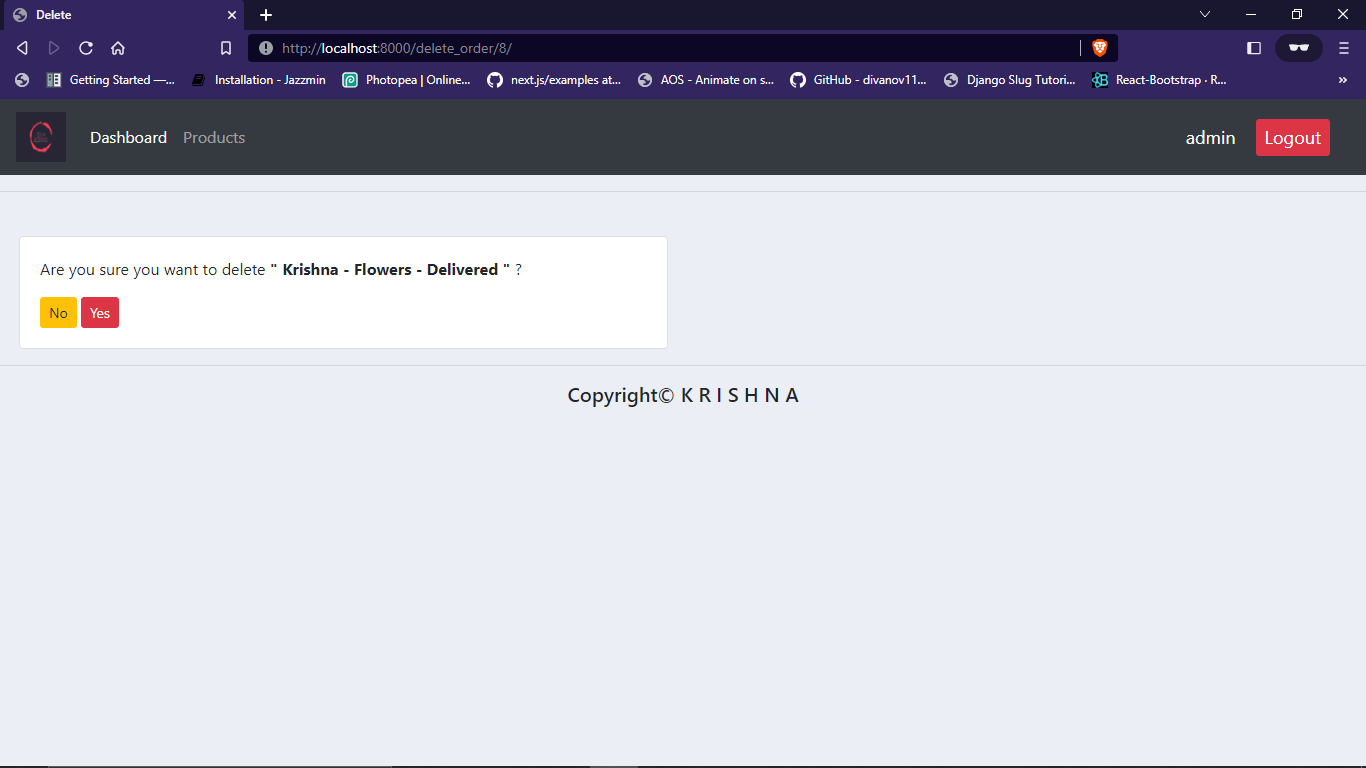 Delete
http://localhost:8000/delete_order/8/
Getting Started —... Installation - Jazzmin Photopea | Online... next.js/examples at... AOS - Animate on s... GitHub - divanov11... Django Slug Tutori... React-Bootstrap · R...
Dashboard Products admin Logout
Are you sure you want to delete " Krishna - Flowers - Delivered " ?
No Yes
Copyright© K R I S H N A